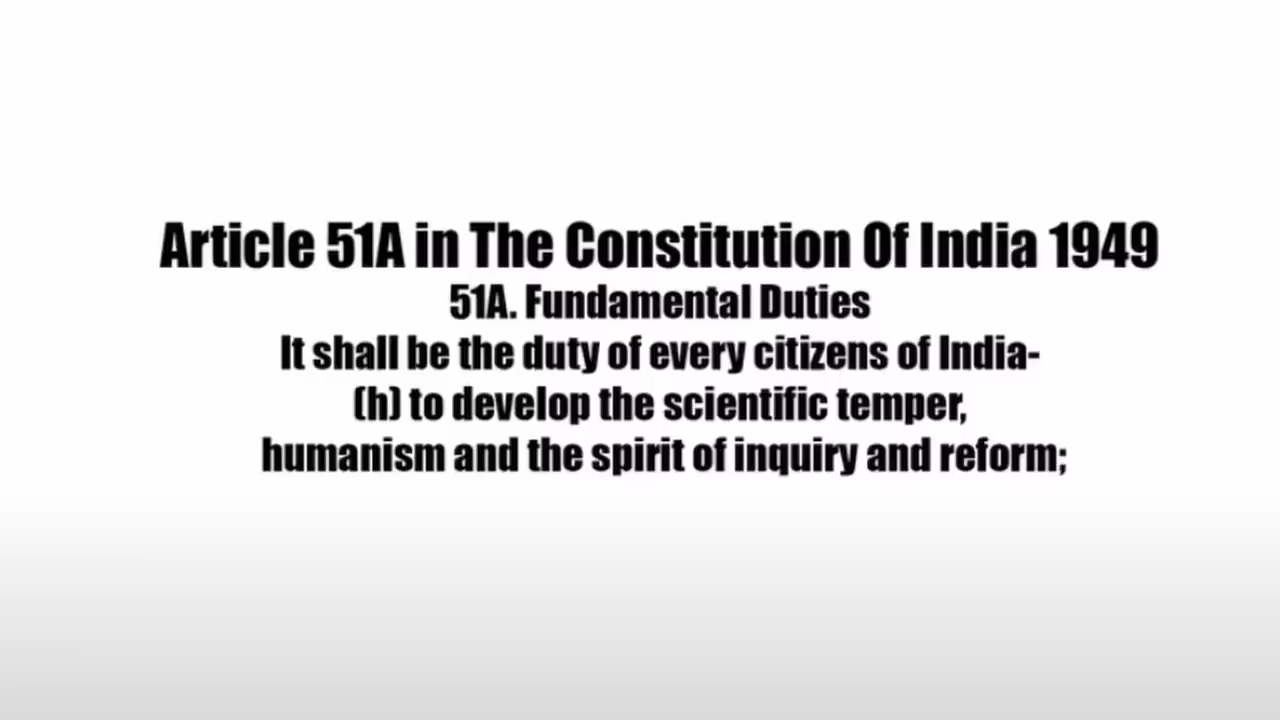 Article 51A in The Constitution Of India 1949
51A. Fundamental Duties
It shall be the duty of every citizens of India-
(h) to develop the scientific temper,
humanism and the spirit of inquiry and reform;